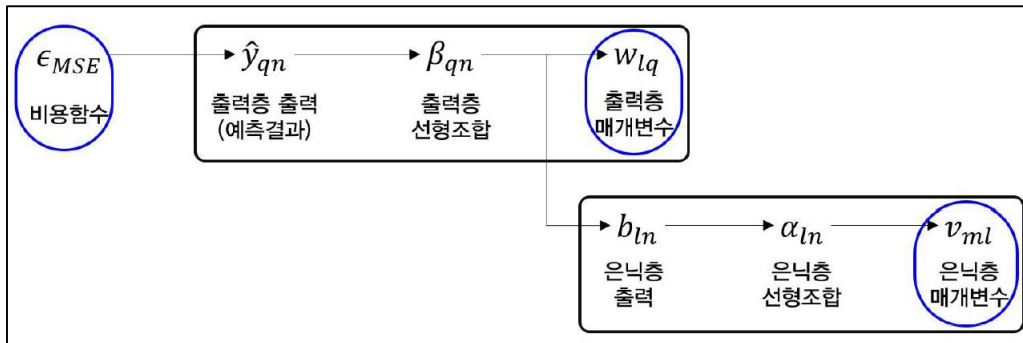 ϵ_MSE
비용함수
ŷ_qn
출력층 출력
(예측결과)
β_qn
출력층
선형조합
w_lq
출력층
매개변수
b_ln
은닉층
출력
α_ln
은닉층
선형조합
v_ml
은닉층
매개변수